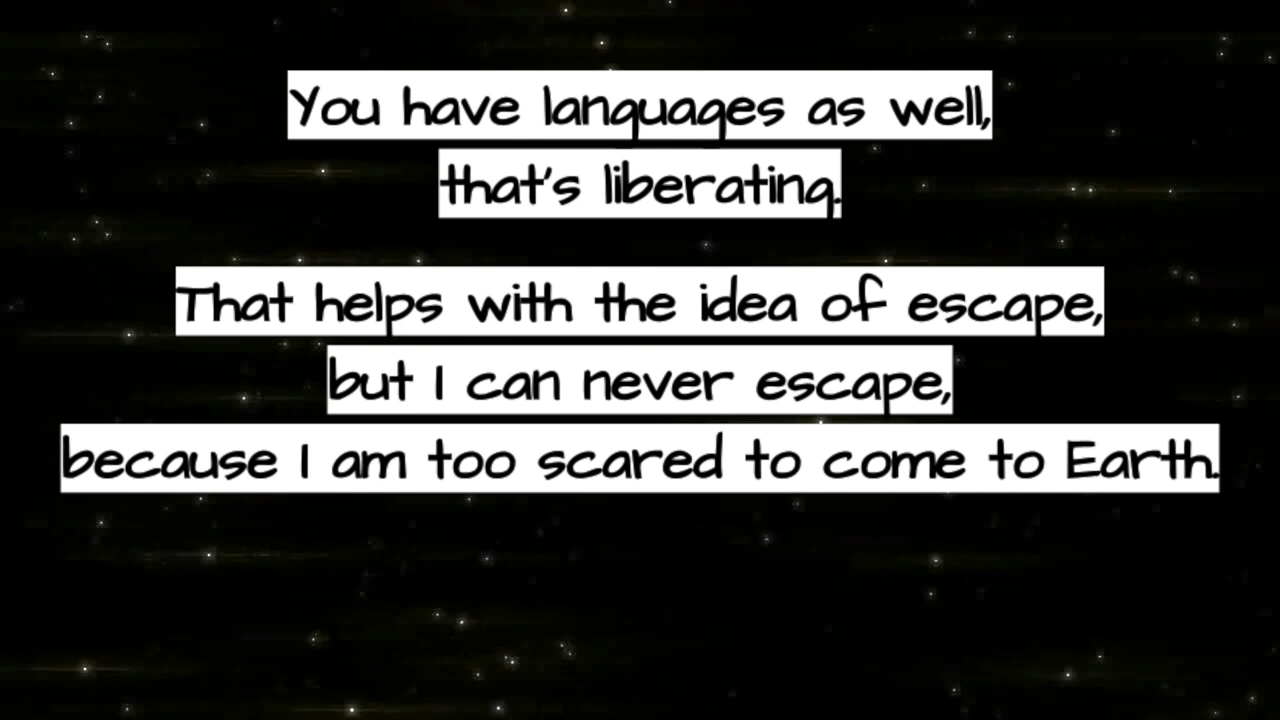 You have languages as well,
that's liberating.
That helps with the idea of escape,
but I can never escape,
because I am too scared to come to Earth.